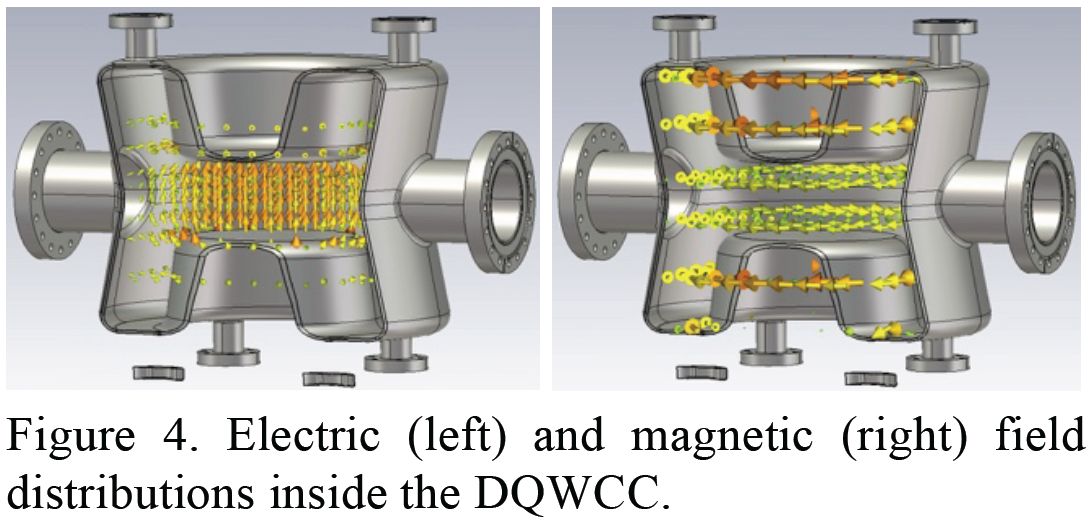 Figure 4. Electric (left) and magnetic (right) field
distributions inside the DQWCC.